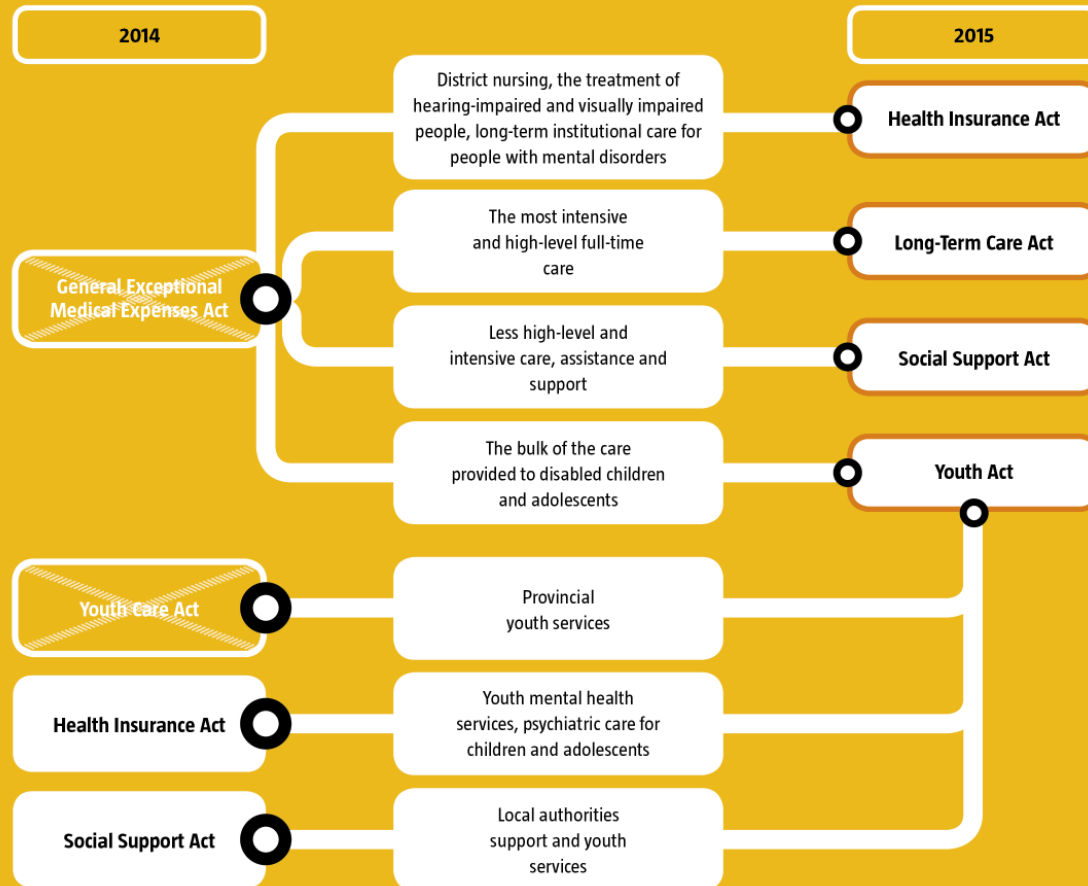 2014
2015
District nursing, the treatment of
hearing-impaired and visually impaired
people, long-term institutional care for
people with mental disorders
Health Insurance Act
The most intensive
and high-level full-time
care
Long-Term Care Act
General Exceptional
Medical Expenses Act
Less high-level and
intensive care, assistance and
support
Social Support Act
The bulk of the care
provided to disabled children
and adolescents
Youth Act
Youth Care Act
Provincial
youth services
Health Insurance Act
Youth mental health
services, psychiatric care for
children and adolescents
Social Support Act
Local authorities
support and youth
services